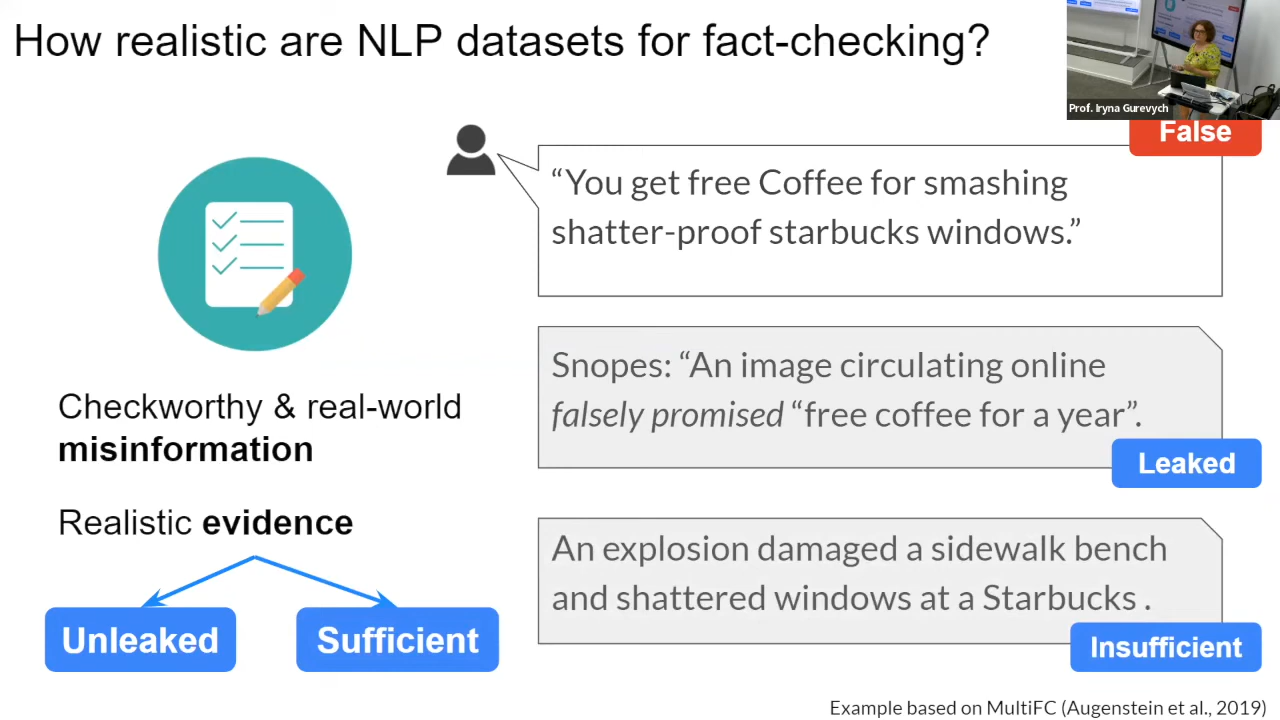 How realistic are NLP datasets for fact-checking?
Prof. Iryna Gurevych
False
“You get free Coffee for smashing
shatter-proof starbucks windows.”
Snopes: “An image circulating online
falsely promised “free coffee for a year”.
Leaked
Checkworthy & real-world
misinformation
Realistic evidence
Unleaked
Sufficient
An explosion damaged a sidewalk bench
and shattered windows at a Starbucks .
Insufficient
Example based on MultiFC (Augenstein et al., 2019)